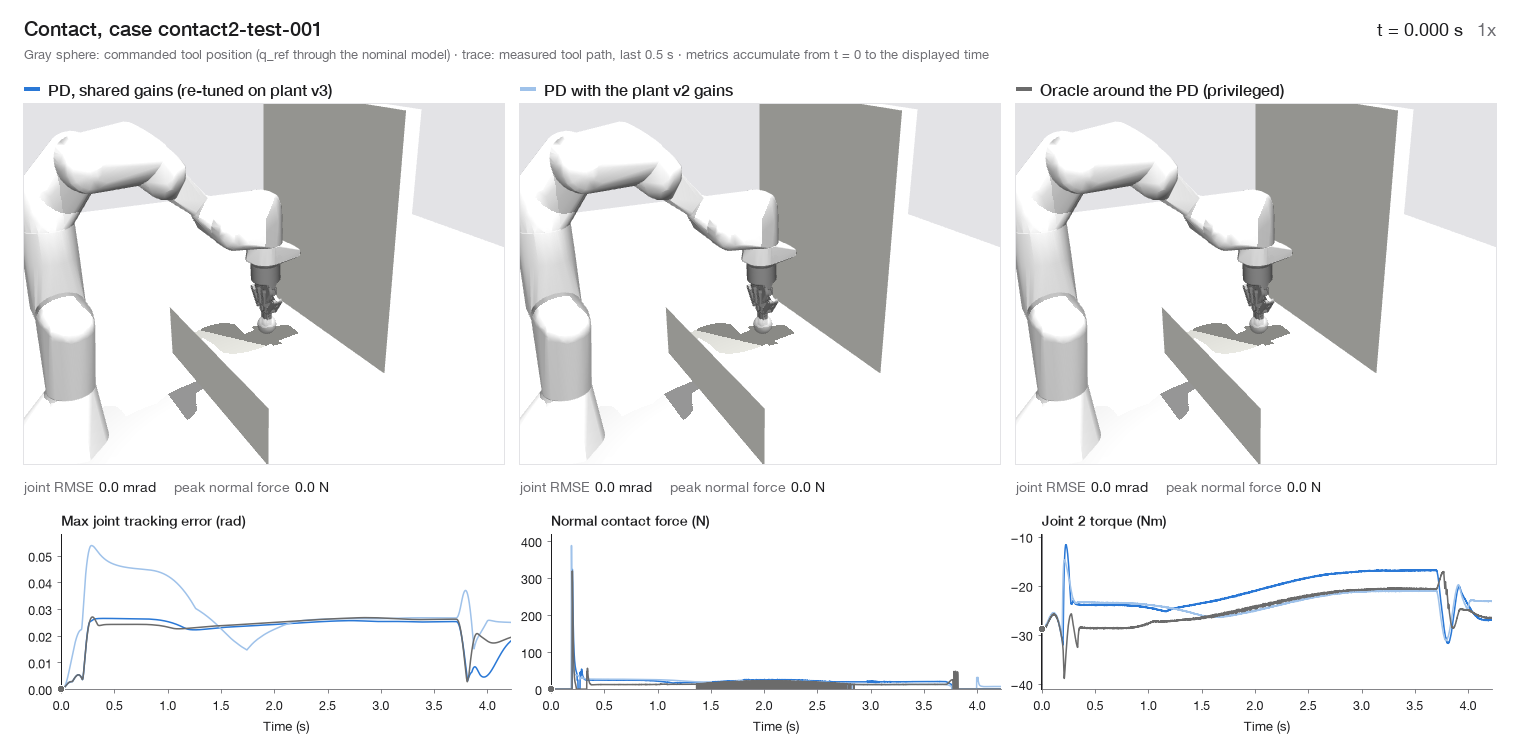 Contact, case contact2-test-001
t = 0.000 s 1x
Gray sphere: commanded tool position (q_ref through the nominal model) · trace: measured tool path, last 0.5 s · metrics accumulate from t = 0 to the displayed time
PD, shared gains (re-tuned on plant v3)
PD with the plant v2 gains
Oracle around the PD (privileged)
joint RMSE 0.0 mrad peak normal force 0.0 N
joint RMSE 0.0 mrad peak normal force 0.0 N
joint RMSE 0.0 mrad peak normal force 0.0 N
Max joint tracking error (rad)
0.05
0.04
0.03
0.02
0.01
0.00
0.0 0.5 1.0 1.5 2.0 2.5 3.0 3.5 4.0
Time (s)
Normal contact force (N)
400
300
200
100
0
0.0 0.5 1.0 1.5 2.0 2.5 3.0 3.5 4.0
Time (s)
Joint 2 torque (Nm)
−10
−20
−30
−40
0.0 0.5 1.0 1.5 2.0 2.5 3.0 3.5 4.0
Time (s)